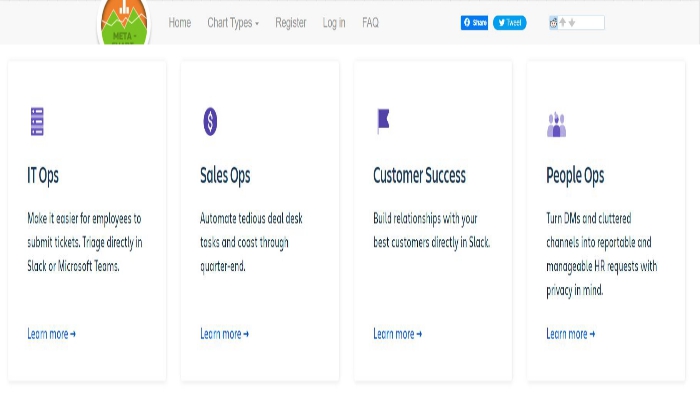 META -
Home Chart Types Register Log in FAQ Share Tweet
IT Ops
Make it easier for employees to
submit tickets. Triage directly in
Slack or Microsoft Teams.
Learn more →
Sales Ops
Automate tedious deal desk
tasks and coast through
quarter-end.
Learn more →
Customer Success
Build relationships with your
best customers directly in Slack.
Learn more →
People Ops
Turn DMs and cluttered
channels into reportable and
manageable HR requests with
privacy in mind.
Learn more →